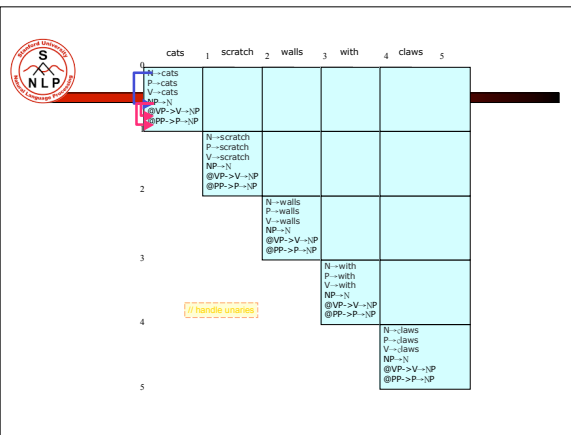 Stanford University
S
NLP
Natural Language Processing
cats scratch walls with claws
0 1 2 3 4 5
N→cats
P→cats
V→cats
NP→N
@VP->V→NP
@PP->P→NP
1
N→scratch
P→scratch
V→scratch
NP→N
@VP->V→NP
@PP->P→NP
2
N→walls
P→walls
V→walls
NP→N
@VP->V→NP
@PP->P→NP
3
N→with
P→with
V→with
NP→N
@VP->V→NP
@PP->P→NP
// handle unaries
4
N→claws
P→claws
V→claws
NP→N
@VP->V→NP
@PP->P→NP
5